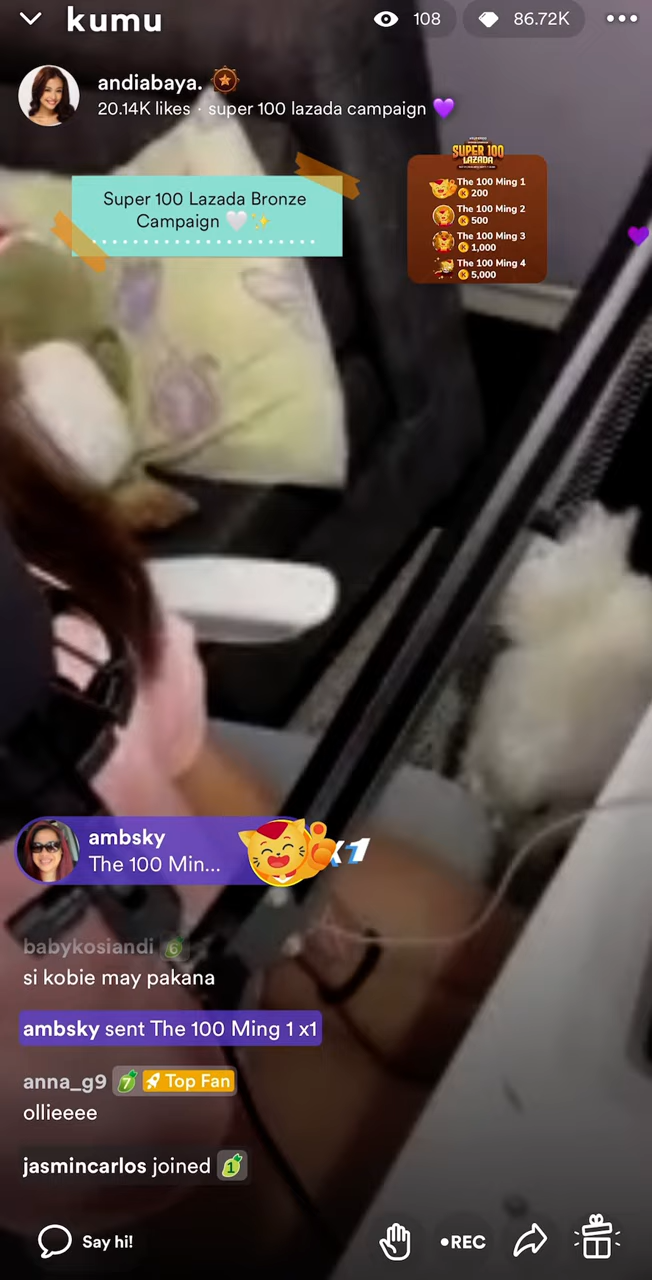 kumu
108
86.72K
andiabaya.
20.14K likes · super 100 lazada campaign 💜
Super 100 Lazada Bronze
Campaign 🤍✨
SUPER 100
LAZADA
The 100 Ming 1
200
The 100 Ming 2
500
The 100 Ming 3
1,000
The 100 Ming 4
5,000
ambsky
The 100 Min...
x1
babykosiandi 6
si kobie may pakana
ambsky sent The 100 Ming 1 x1
anna_g9 7 Top Fan
ollieeee
jasmincarlos joined 1
Say hi!
•REC